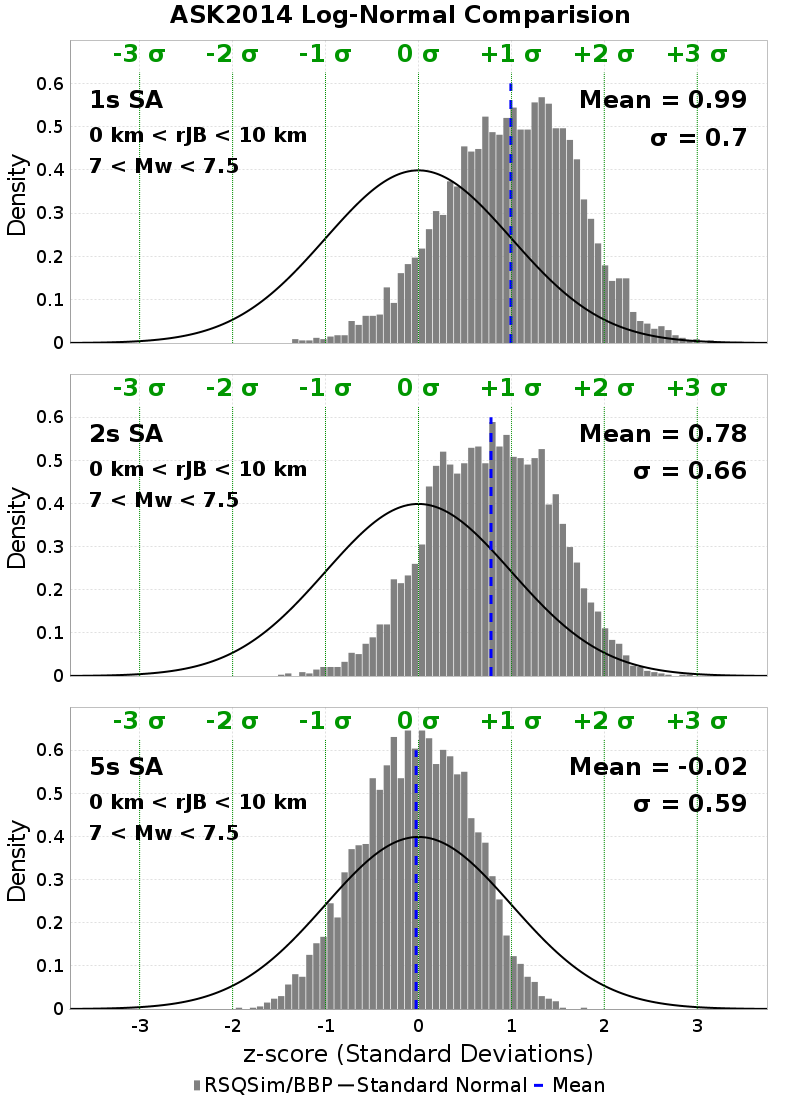 ASK2014 Log-Normal Comparision
-3 σ -2 σ -1 σ 0 σ +1 σ +2 σ +3 σ
1s SA
0 km < rJB < 10 km
7 < Mw < 7.5
Mean = 0.99
σ = 0.7
Density
0.6
0.5
0.4
0.3
0.2
0.1
0
-3 σ -2 σ -1 σ 0 σ +1 σ +2 σ +3 σ
2s SA
0 km < rJB < 10 km
7 < Mw < 7.5
Mean = 0.78
σ = 0.66
Density
0.6
0.5
0.4
0.3
0.2
0.1
0
-3 σ -2 σ -1 σ 0 σ +1 σ +2 σ +3 σ
5s SA
0 km < rJB < 10 km
7 < Mw < 7.5
Mean = -0.02
σ = 0.59
Density
0.6
0.5
0.4
0.3
0.2
0.1
0
-3 -2 -1 0 1 2 3
z-score (Standard Deviations)
RSQSim/BBP Standard Normal Mean